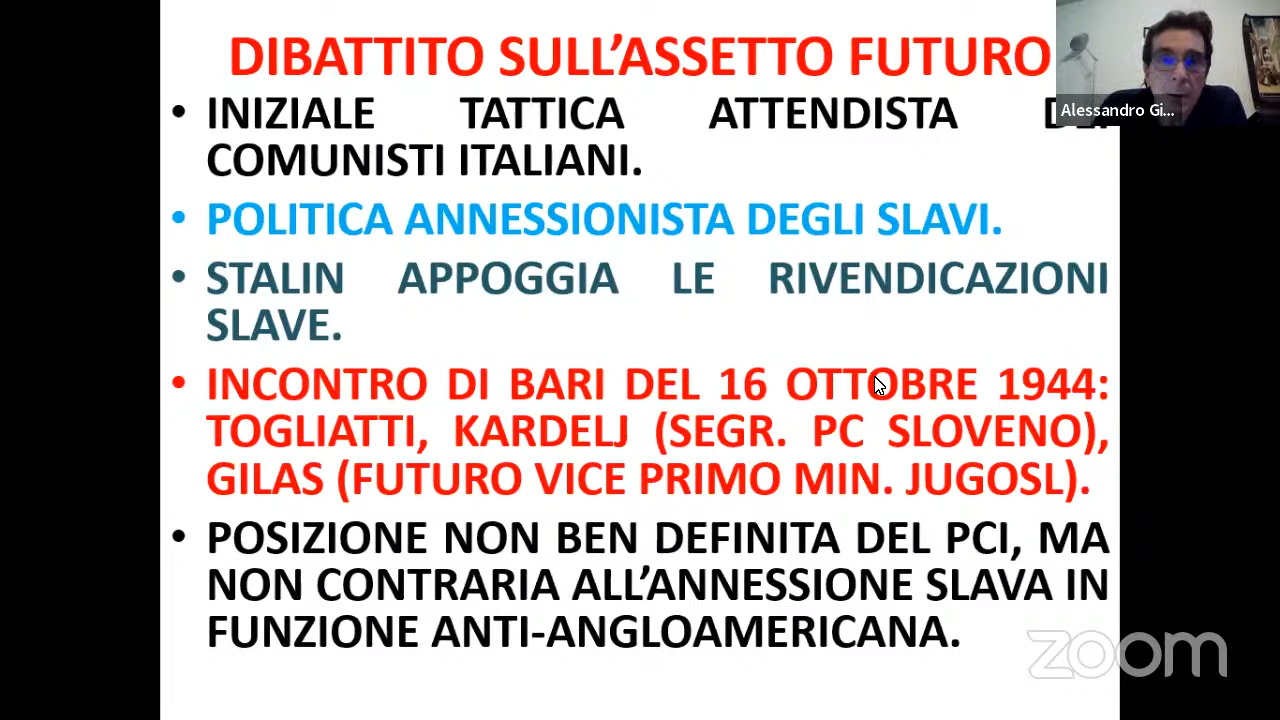 DIBATTITO SULL’ASSETTO FUTURO
• INIZIALE TATTICA ATTENDISTA
COMUNISTI ITALIANI.
• POLITICA ANNESSIONISTA DEGLI SLAVI.
• STALIN APPOGGIA LE RIVENDICAZIONI
SLAVE.
• INCONTRO DI BARI DEL 16 OTTOBRE 1944:
TOGLIATTI, KARDELJ (SEGR. PC SLOVENO),
GILAS (FUTURO VICE PRIMO MIN. JUGOSL).
• POSIZIONE NON BEN DEFINITA DEL PCI, MA
NON CONTRARIA ALL’ANNESSIONE SLAVA IN
FUNZIONE ANTI-ANGLOAMERICANA.
Alessandro Gi...
zoom